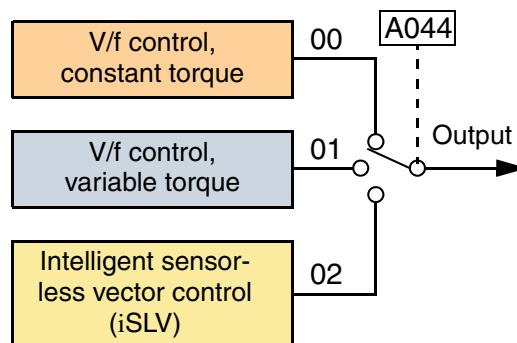 V/f control,
constant torque
00
A044
V/f control,
variable torque
01
Output
Intelligent sensor-
less vector control
(iSLV)
02